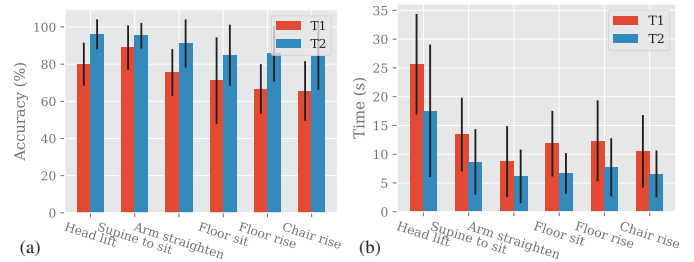 T1
T2
100
80
60
40
20
0
Accuracy (%)
Head lift
Supine to sit
Arm straighten
Floor sit
Floor rise
Chair rise
(a)
T1
T2
35
30
25
20
15
10
5
0
Time (s)
Head lift
Supine to sit
Arm straighten
Floor sit
Floor rise
Chair rise
(b)